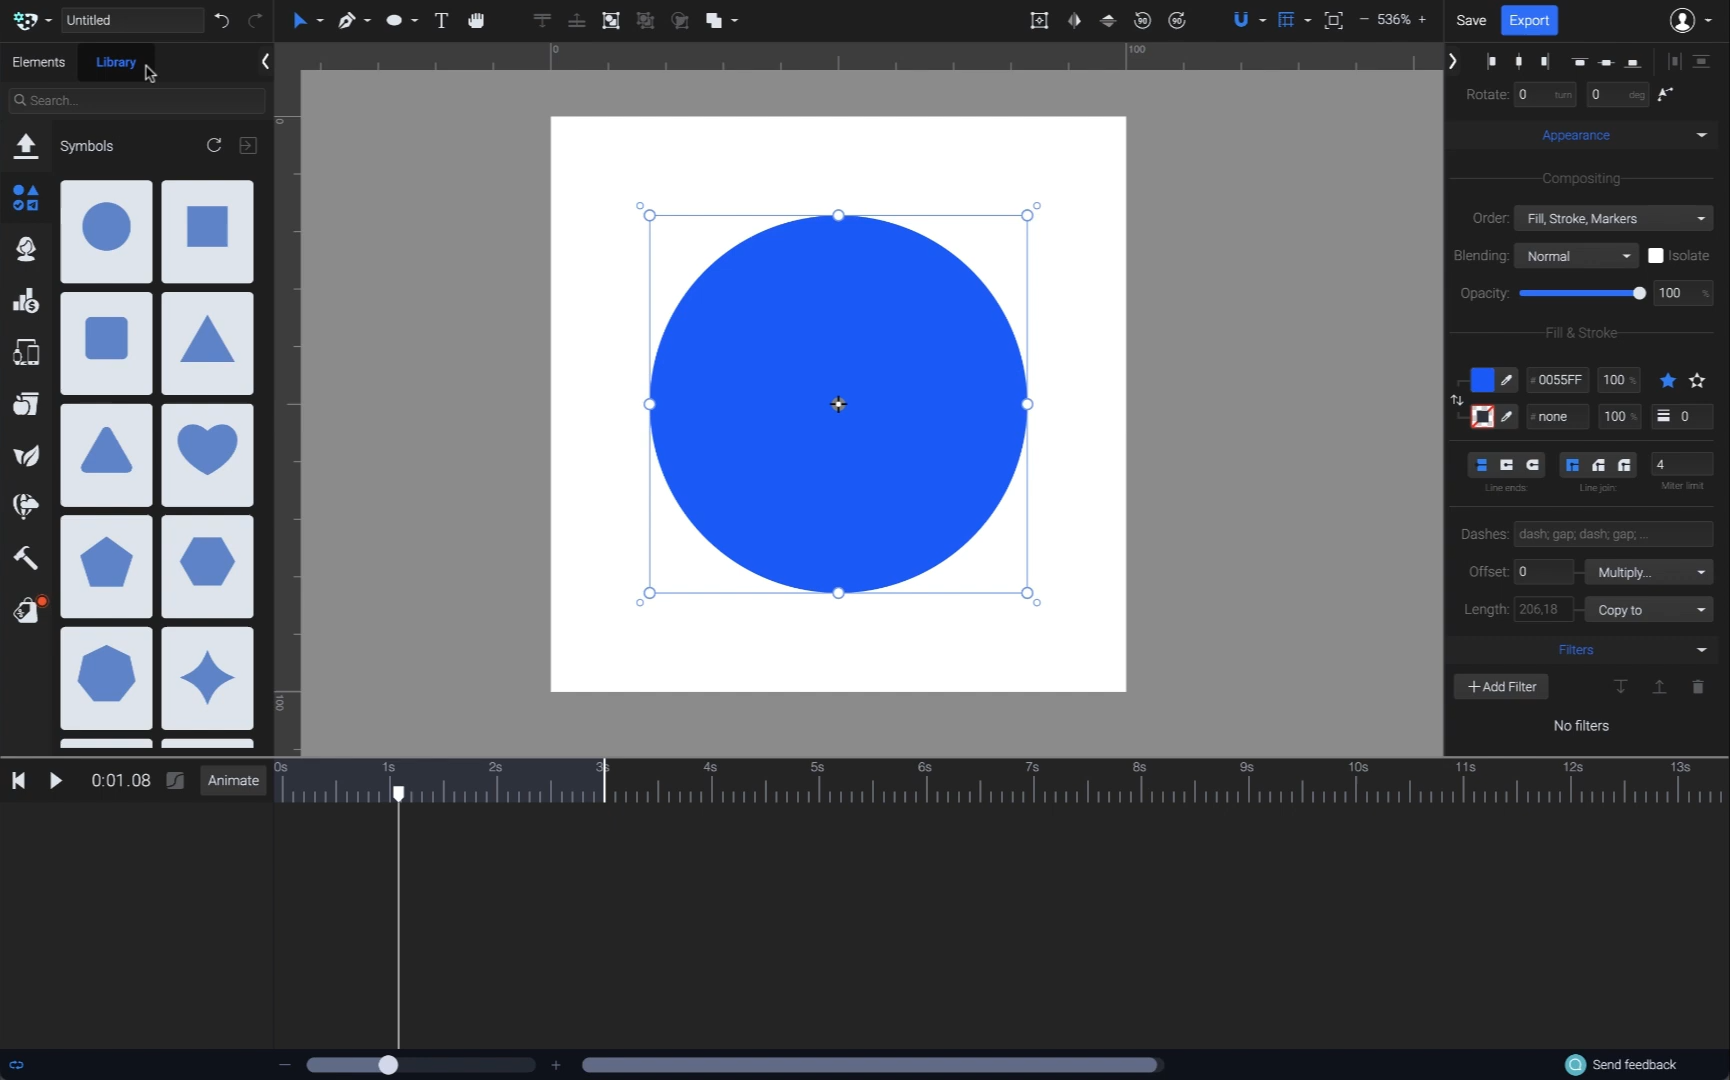 Untitled
536%
Save
Export
Elements
Library
Search...
Symbols
0
100
0
100
Rotate: 0 turn 0 deg
Appearance
Compositing
Order: Fill, Stroke, Markers
Blending: Normal Isolate
Opacity: 100 %
Fill & Stroke
# 0055FF 100 %
# none 100 % 0
4
Line ends: Line join: Miter limit
Dashes: dash; gap; dash; gap; ...
Offset: 0 Multiply...
Length: 206,18 Copy to
Filters
+ Add Filter
No filters
0:01.08 Animate
0s 1s 2s 3s 4s 5s 6s 7s 8s 9s 10s 11s 12s 13s
Send feedback